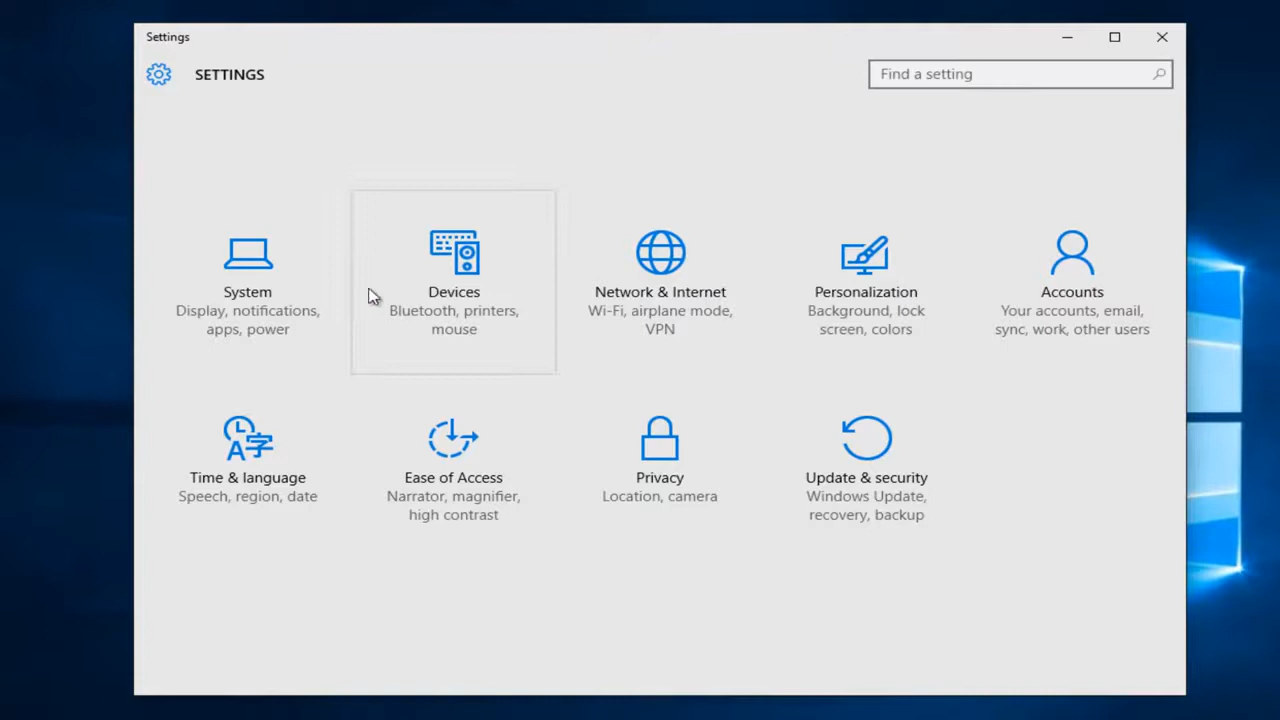 Settings
SETTINGS
Find a setting
System
Display, notifications,
apps, power
Devices
Bluetooth, printers,
mouse
Network & Internet
Wi-Fi, airplane mode,
VPN
Personalization
Background, lock
screen, colors
Accounts
Your accounts, email,
sync, work, other users
Time & language
Speech, region, date
Ease of Access
Narrator, magnifier,
high contrast
Privacy
Location, camera
Update & security
Windows Update,
recovery, backup